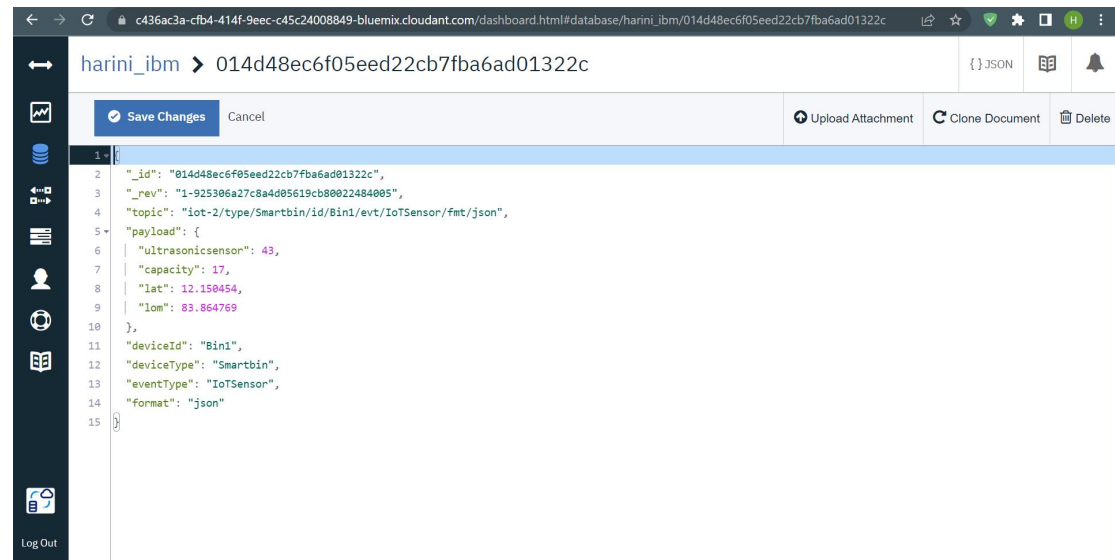 c436ac3a-cfb4-414f-9eec-c45c24008849-bluemix.cloudant.com/dashboard.html#database/harini_ibm/014d48ec6f05eed22cb7fba6ad01322c
H
harini_ibm > 014d48ec6f05eed22cb7fba6ad01322c
{ } JSON
Save Changes Cancel Upload Attachment Clone Document Delete
1 {
2 "_id": "014d48ec6f05eed22cb7fba6ad01322c",
3 "_rev": "1-925306a27c8a4d05619cb80022484005",
4 "topic": "iot-2/type/Smartbin/id/Bin1/evt/IoTSensor/fmt/json",
5 "payload": {
6 "ultrasonicsensor": 43,
7 "capacity": 17,
8 "lat": 12.150454,
9 "lom": 83.864769
10 },
11 "deviceId": "Bin1",
12 "deviceType": "Smartbin",
13 "eventType": "IoTSensor",
14 "format": "json"
15 }
Log Out